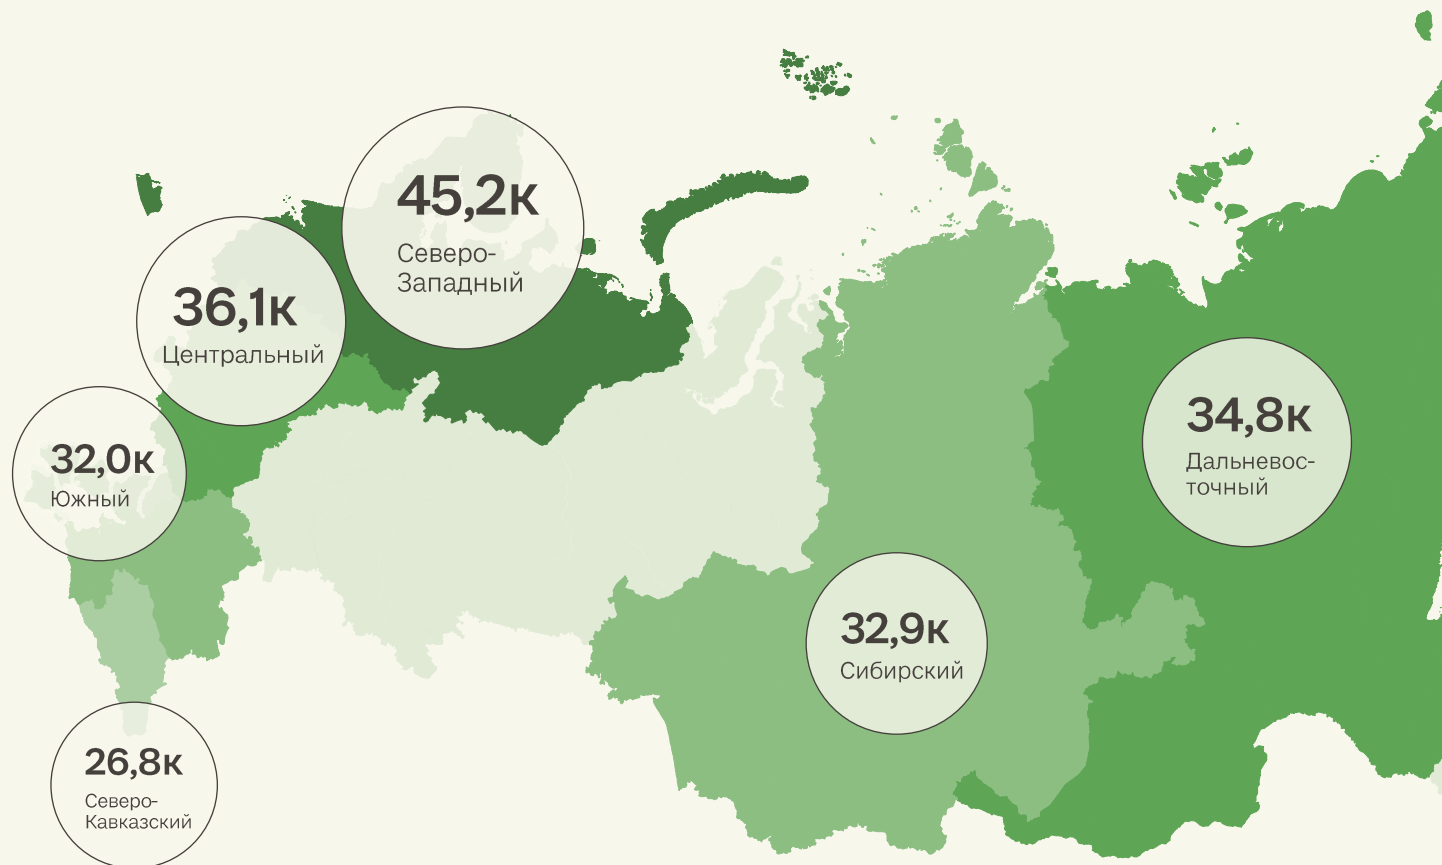 45,2к
Северо-
Западный
36,1к
Центральный
32,0к
Южный
34,8к
Дальневос-
точный
32,9к
Сибирский
26,8к
Северо-
Кавказский